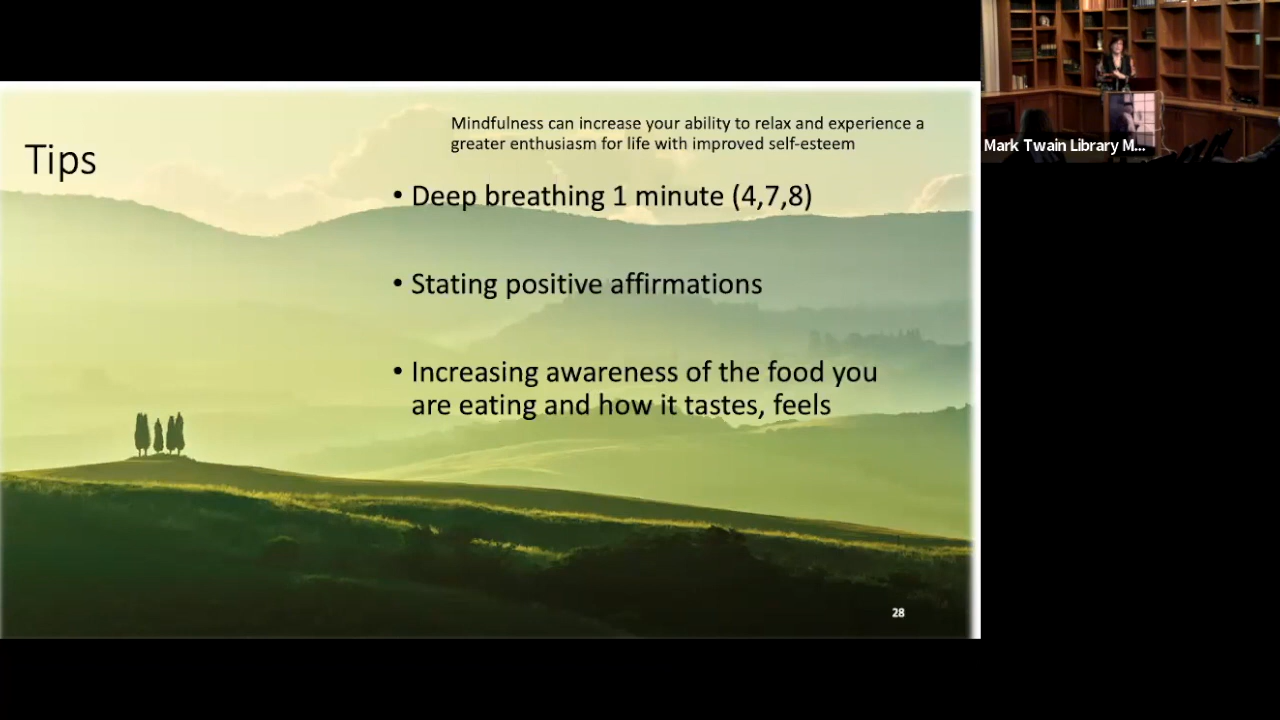 Tips
Mindfulness can increase your ability to relax and experience a
greater enthusiasm for life with improved self-esteem
• Deep breathing 1 minute (4,7,8)
• Stating positive affirmations
• Increasing awareness of the food you
are eating and how it tastes, feels
28
Mark Twain Library M...